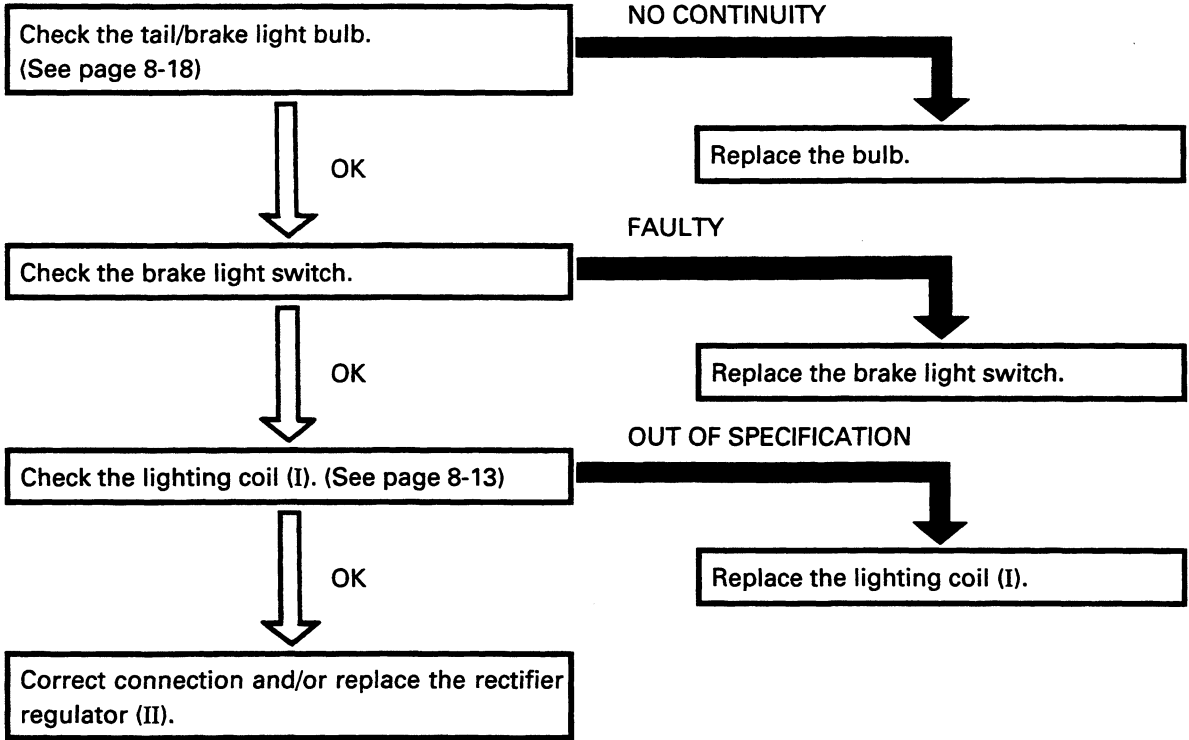 NO CONTINUITY
Check the tail/brake light bulb.
(See page 8-18)
OK
Replace the bulb.
FAULTY
Check the brake light switch.
OK
Replace the brake light switch.
OUT OF SPECIFICATION
Check the lighting coil (I). (See page 8-13)
OK
Replace the lighting coil (I).
Correct connection and/or replace the rectifier
regulator (II).